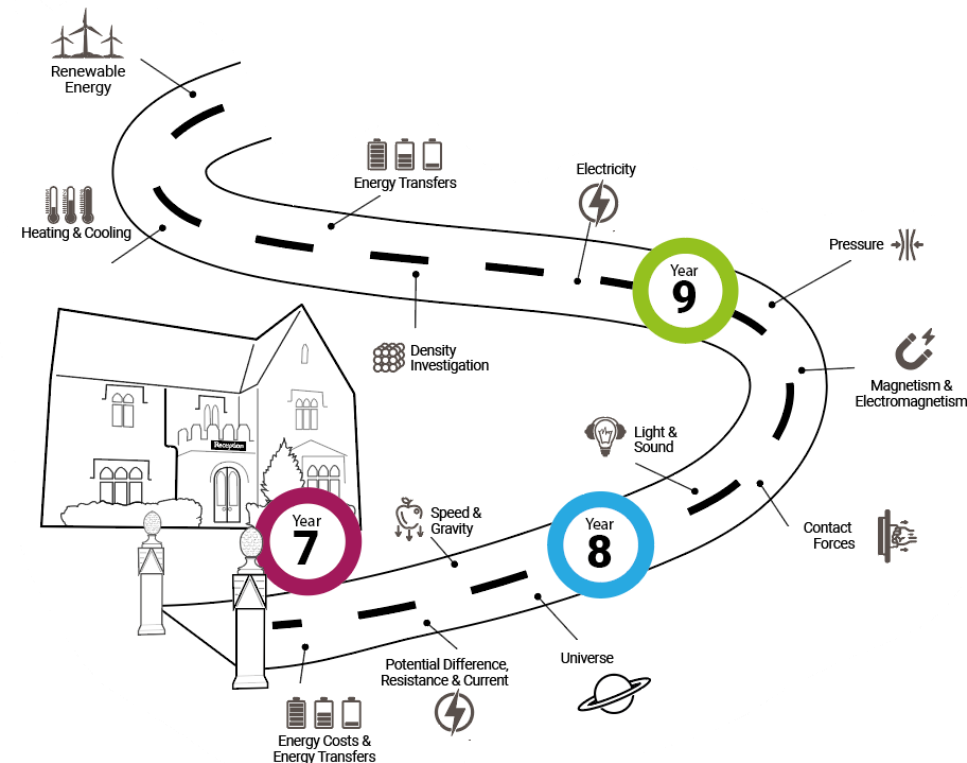 Renewable
Energy
Energy Transfers
Electricity
Heating & Cooling
Pressure
Year
9
Density
Investigation
Magnetism &
Electromagnetism
Light &
Sound
Reception
Year
7
Speed &
Gravity
Year
8
Contact
Forces
Universe
Potential Difference,
Resistance & Current
Energy Costs &
Energy Transfers